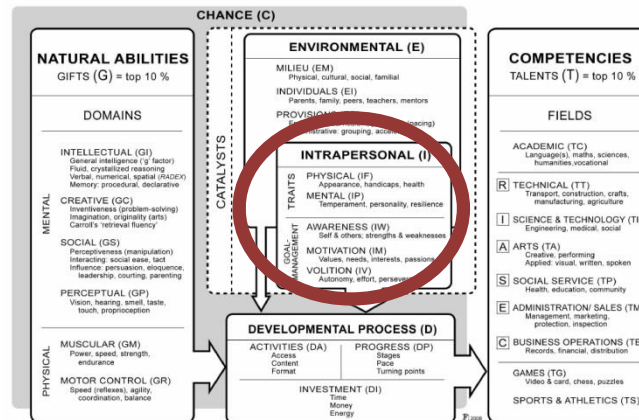 CHANCE (C)
NATURAL ABILITIES
GIFTS (G) = top 10 %
DOMAINS
MENTAL
INTELLECTUAL (GI)
General intelligence ('g' factor)
Fluid, crystallized reasoning
Verbal, numerical, spatial (RADEX)
Memory: procedural, declarative
CREATIVE (GC)
Inventiveness (problem-solving)
Imagination, originality (arts)
Carroll's 'retrieval fluency'
SOCIAL (GS)
Perceptiveness (manipulation)
Interacting: social ease, tact
Influence: persuasion, eloquence,
leadership, courting, parenting
PERCEPTUAL (GP)
Vision, hearing, smell, taste,
touch, proprioception
PHYSICAL
MUSCULAR (GM)
Power, speed, strength,
endurance
MOTOR CONTROL (GR)
Speed (reflexes), agility,
coordination, balance
CATALYSTS
ENVIRONMENTAL (E)
MILIEU (EM)
Physical, cultural, social, familial
INDIVIDUALS (EI)
Parents, family, peers, teachers, mentors
grouping,
INTRAPERSONAL (I)
TRAITS
PHYSICAL (IF)
Appearance, handicaps, health
MENTAL (IP)
Temperament, personality, resilience
GOAL-
MANAGEMENT
AWARENESS (IW)
Self & others; strengths & weaknesses
MOTIVATION (IM)
Values, needs, interests, passions
VOLITION (IV)
Autonomy, effort,
DEVELOPMENTAL PROCESS (D)
ACTIVITIES (DA)
Access
Content
Format
PROGRESS (DP)
Stages
Pace
Turning points
INVESTMENT (DI)
Time
Money
Energy
COMPETENCIES
TALENTS (T) = top 10 %
FIELDS
ACADEMIC (TC)
Language(s), maths, sciences,
humanities,vocational
R TECHNICAL (TT)
Transport, construction, crafts,
manufacturing, agriculture
I SCIENCE & TECHNOLOGY
Engineering, medical, social
A ARTS (TA)
Creative, performing
Applied: visual, written, spoken
S SOCIAL SERVICE (TP)
Health, education, community
E ADMINISTRATION/ SALES (TM
Management, marketing,
protection, inspection
C BUSINESS OPERATIONS
Records, financial, distribution
GAMES (TG)
Video & card, chess, puzzles
SPORTS & ATHLETICS (TS)